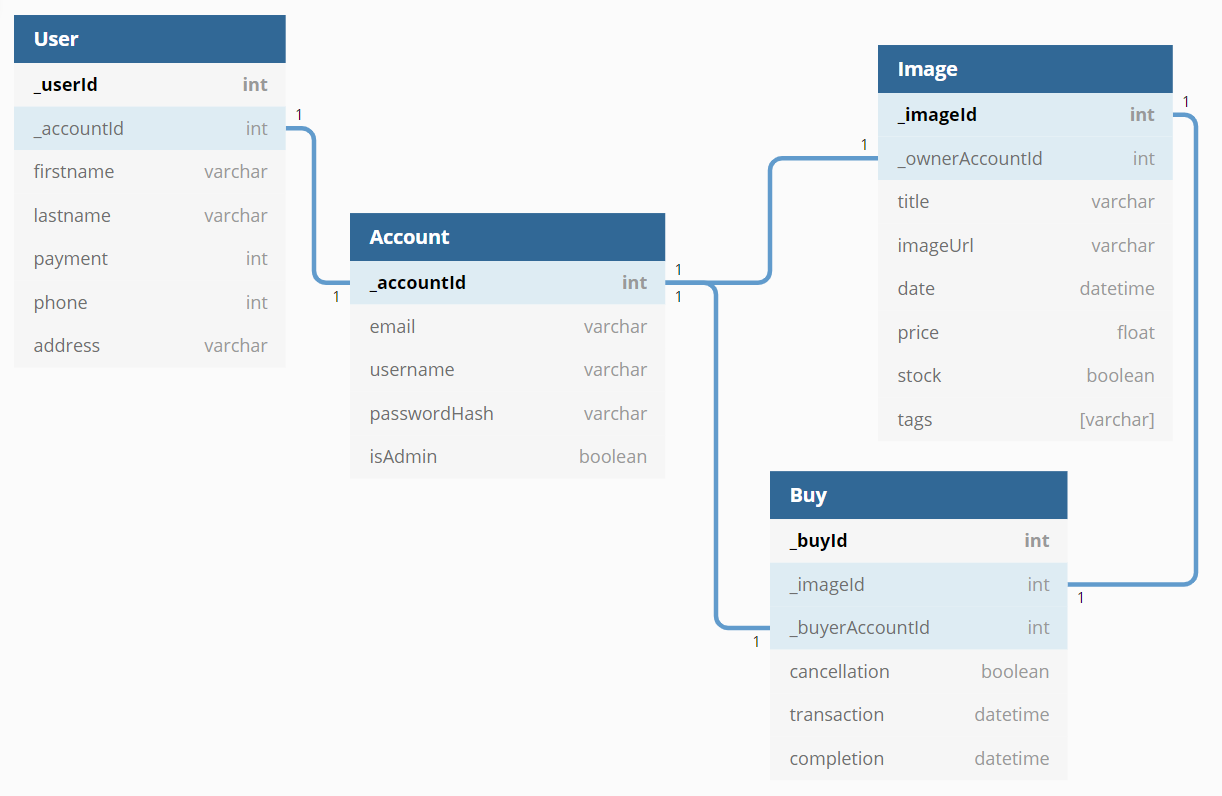 User
_userId int
_accountId int
firstname varchar
lastname varchar
payment int
phone int
address varchar
1
1
Account
_accountId int
email varchar
username varchar
passwordHash varchar
isAdmin boolean
1
1
1
Image
_imageId int
_ownerAccountId int
title varchar
imageUrl varchar
date datetime
price float
stock boolean
tags [varchar]
1
Buy
_buyId int
_imageId int
_buyerAccountId int
cancellation boolean
transaction datetime
completion datetime
1
1